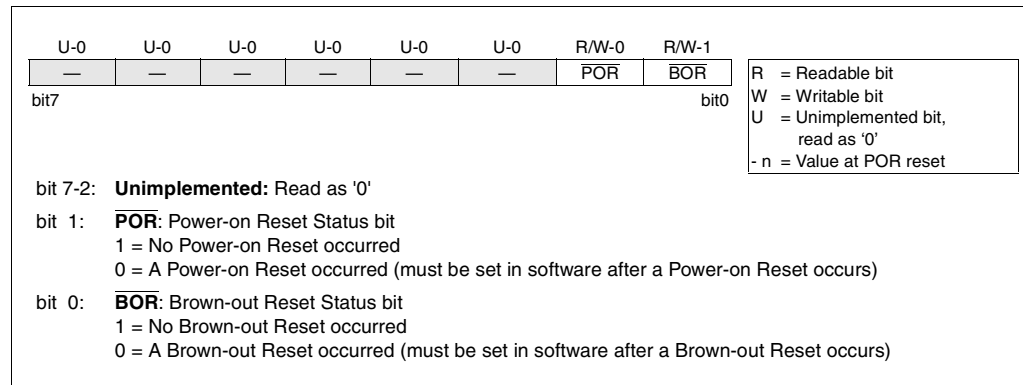 U-0 U-0 U-0 U-0 U-0 U-0 R/W-0 R/W-1
— — — — — — POR BOR
bit7 bit0
R = Readable bit
W = Writable bit
U = Unimplemented bit,
read as ‘0’
- n = Value at POR reset
bit 7-2: Unimplemented: Read as '0'
bit 1: POR: Power-on Reset Status bit
1 = No Power-on Reset occurred
0 = A Power-on Reset occurred (must be set in software after a Power-on Reset occurs)
bit 0: BOR: Brown-out Reset Status bit
1 = No Brown-out Reset occurred
0 = A Brown-out Reset occurred (must be set in software after a Brown-out Reset occurs)